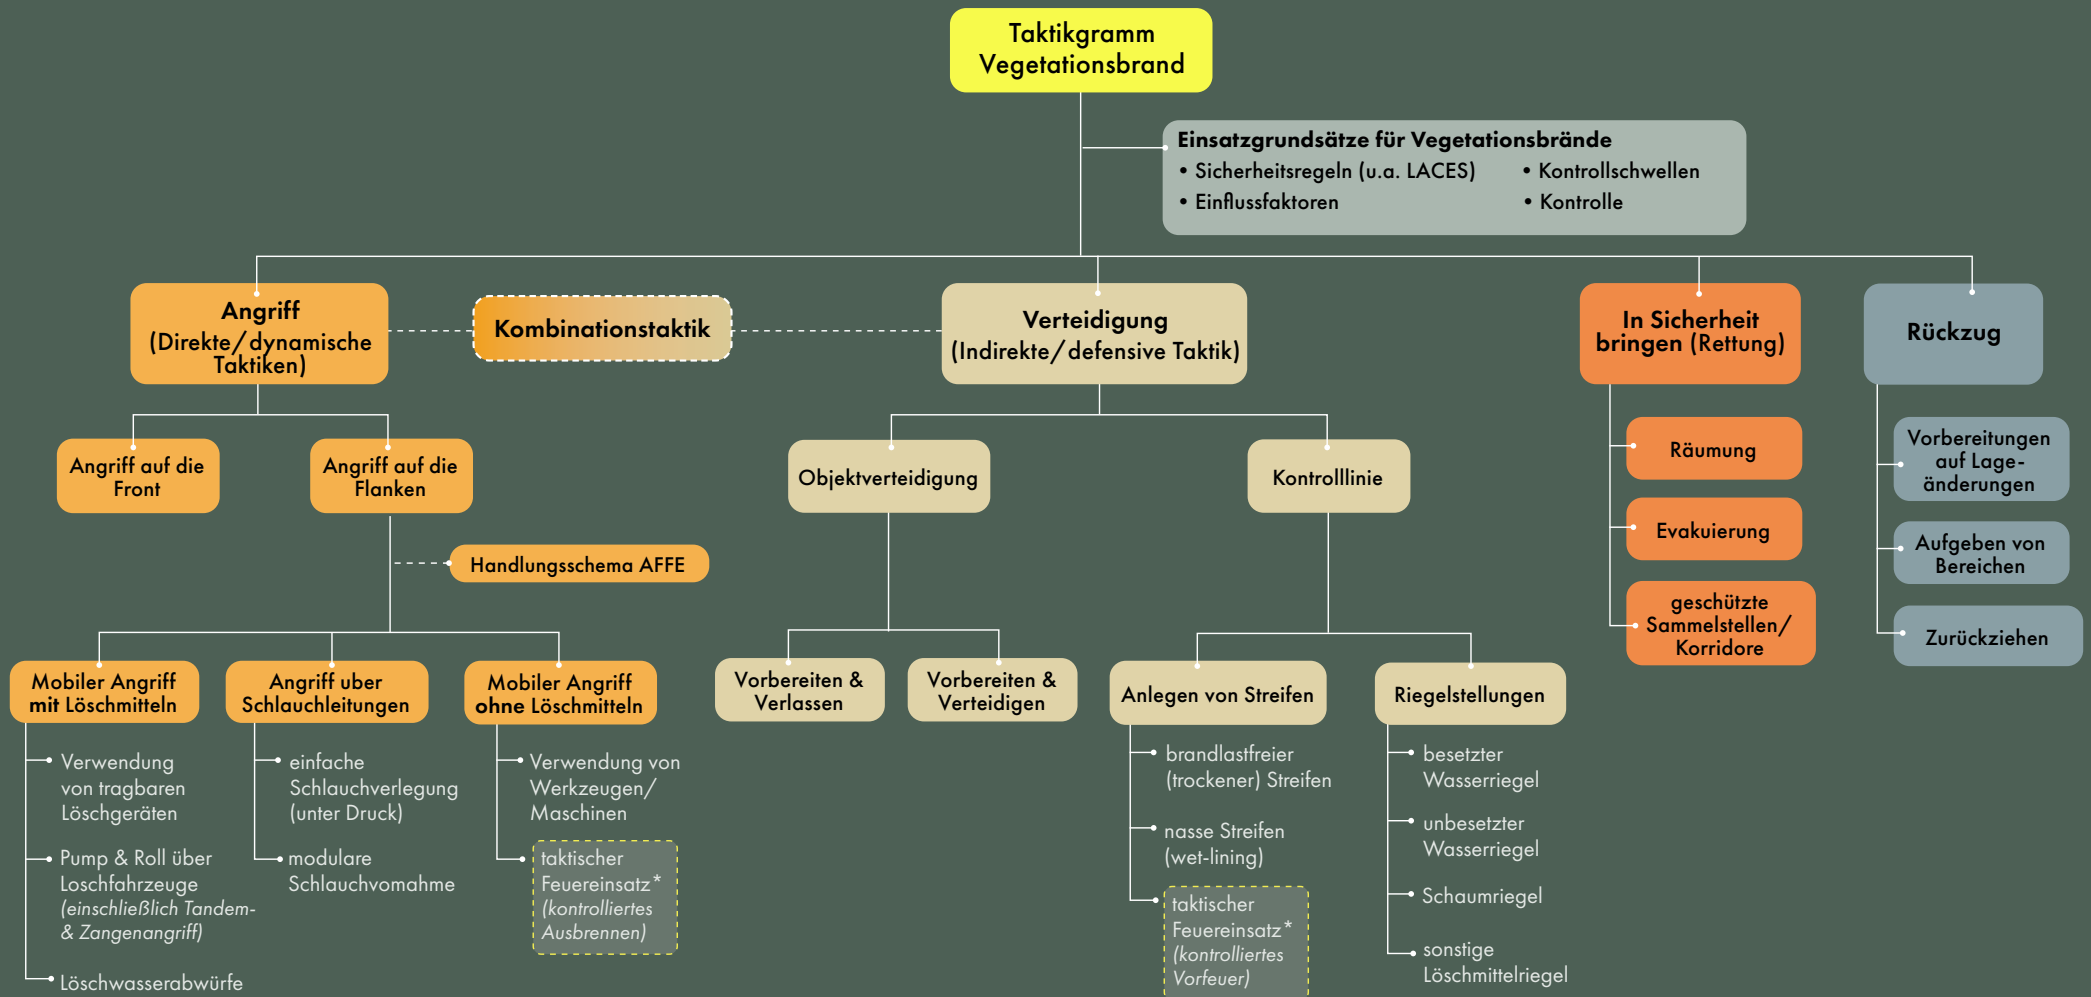 Taktikgramm
Vegetationsbrand
Einsatzgrundsätze für Vegetationsbrände
• Sicherheitsregeln (u.a. LACES)
• Kontrollschwellen
• Einflussfaktoren
• Kontrolle
Angriff
(Direkte/dynamische
Taktiken)
Kombinationstaktik
Verteidigung
(Indirekte/defensive Taktik)
In Sicherheit
bringen (Rettung)
Rückzug
Angriff auf die
Front
Angriff auf die
Flanken
Handlungsschema AFFE
Mobiler Angriff
mit Löschmitteln
Angriff uber
Schlauchleitungen
Mobiler Angriff
ohne Löschmitteln
Verwendung
von tragbaren
Löschgeräten
Pump & Roll über
Loschfahrzeuge
(einschließlich Tandem-
& Zangenangriff)
Löschwasserabwürfe
einfache
Schlauchverlegung
(unter Druck)
modulare
Schlauchvomahme
Verwendung von
Werkzeugen/
Maschinen
taktischer
Feuereinsatz*
(kontrolliertes
Ausbrennen)
Objektverteidigung
Kontrolllinie
Vorbereiten &
Verlassen
Vorbereiten &
Verteidigen
Anlegen von Streifen
Riegelstellungen
brandlastfreier
(trockener) Streifen
nasse Streifen
(wet-lining)
taktischer
Feuereinsatz*
(kontrolliertes
Vorfeuer)
besetzter
Wasserriegel
unbesetzter
Wasserriegel
Schaumriegel
sonstige
Löschmittelriegel
Räumung
Evakuierung
geschützte
Sammelstellen/
Korridore
Vorbereitungen
auf Lage-
änderungen
Aufgeben von
Bereichen
Zurückziehen